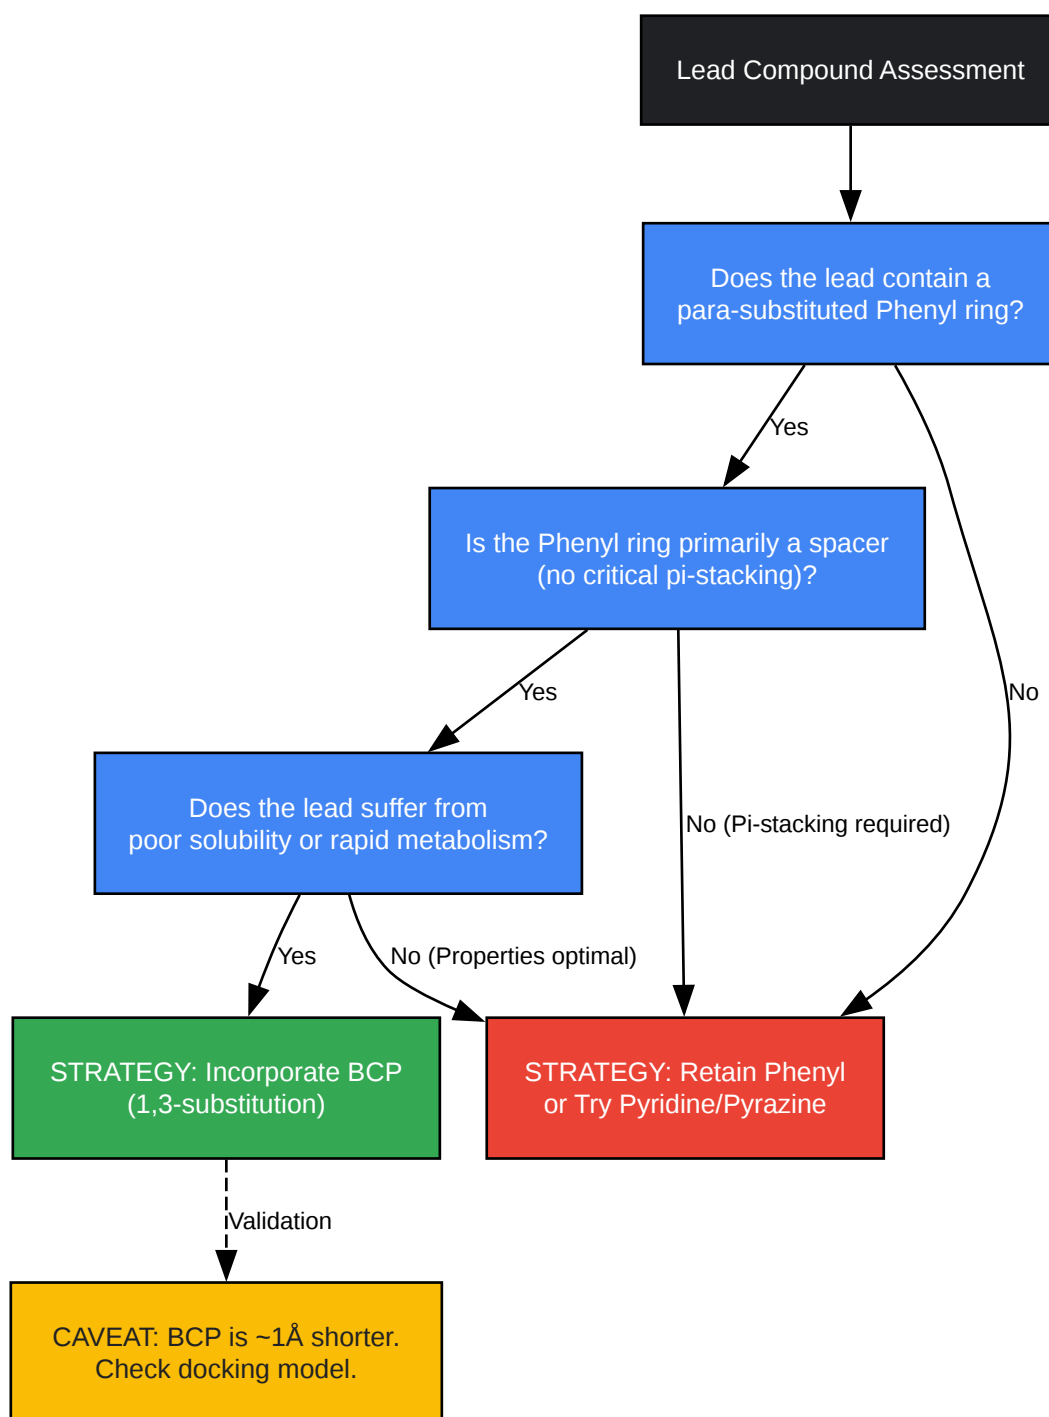 Lead Compound Assessment
Does the lead contain a
para-substituted Phenyl ring?
Yes
Is the Phenyl ring primarily a spacer
(no critical pi-stacking)?
Yes
No
Does the lead suffer from
poor solubility or rapid metabolism?
No (Pi-stacking required)
Yes
No (Properties optimal)
STRATEGY: Incorporate BCP
(1,3-substitution)
STRATEGY: Retain Phenyl
or Try Pyridine/Pyrazine
Validation
CAVEAT: BCP is ~1Å shorter.
Check docking model.